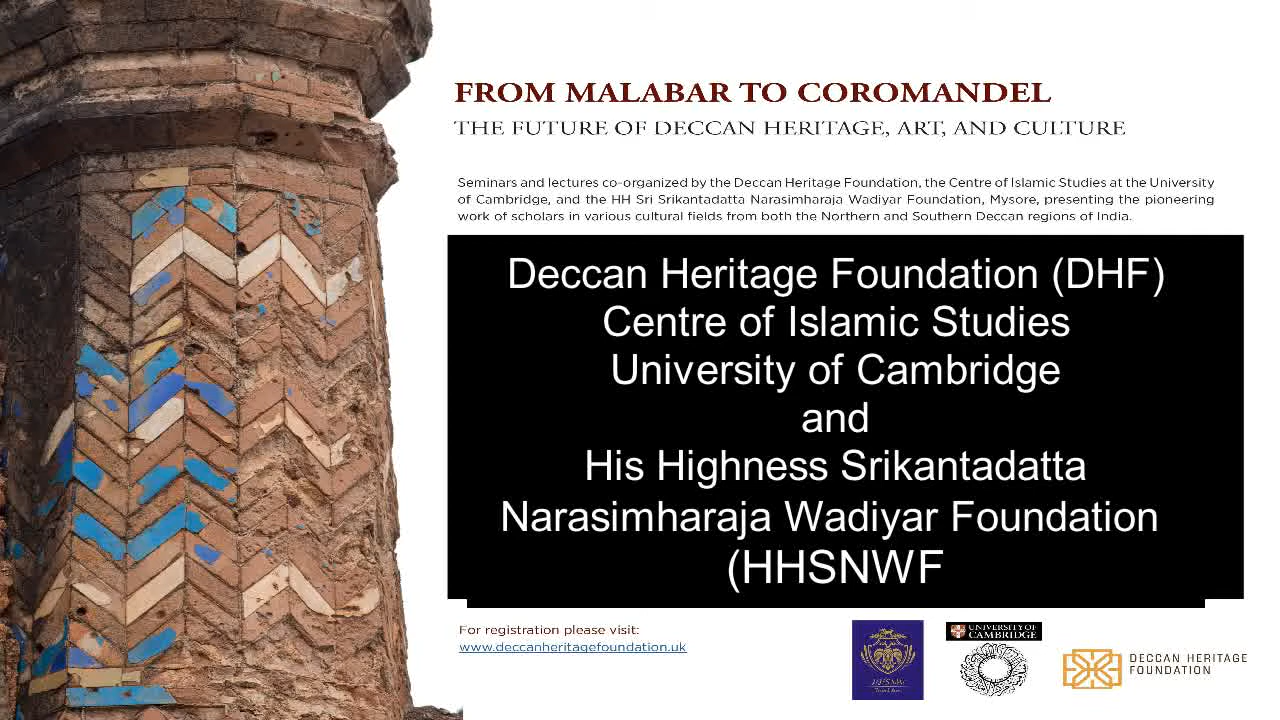 FROM MALABAR TO COROMANDEL
THE FUTURE OF DECCAN HERITAGE, ART, AND CULTURE
Seminars and lectures co-organized by the Deccan Heritage Foundation, the Centre of Islamic Studies at the University
of Cambridge, and the HH Sri Srikantadatta Narasimharaja Wadiyar Foundation, Mysore, presenting the pioneering
work of scholars in various cultural fields from both the Northern and Southern Deccan regions of India.
Deccan Heritage Foundation (DHF)
Centre of Islamic Studies
University of Cambridge
and
His Highness Srikantadatta
Narasimharaja Wadiyar Foundation
(HHSNWF
For registration please visit:
www.deccanheritagefoundation.uk
UNIVERSITY OF
CAMBRIDGE
DECCAN HERITAGE
FOUNDATION